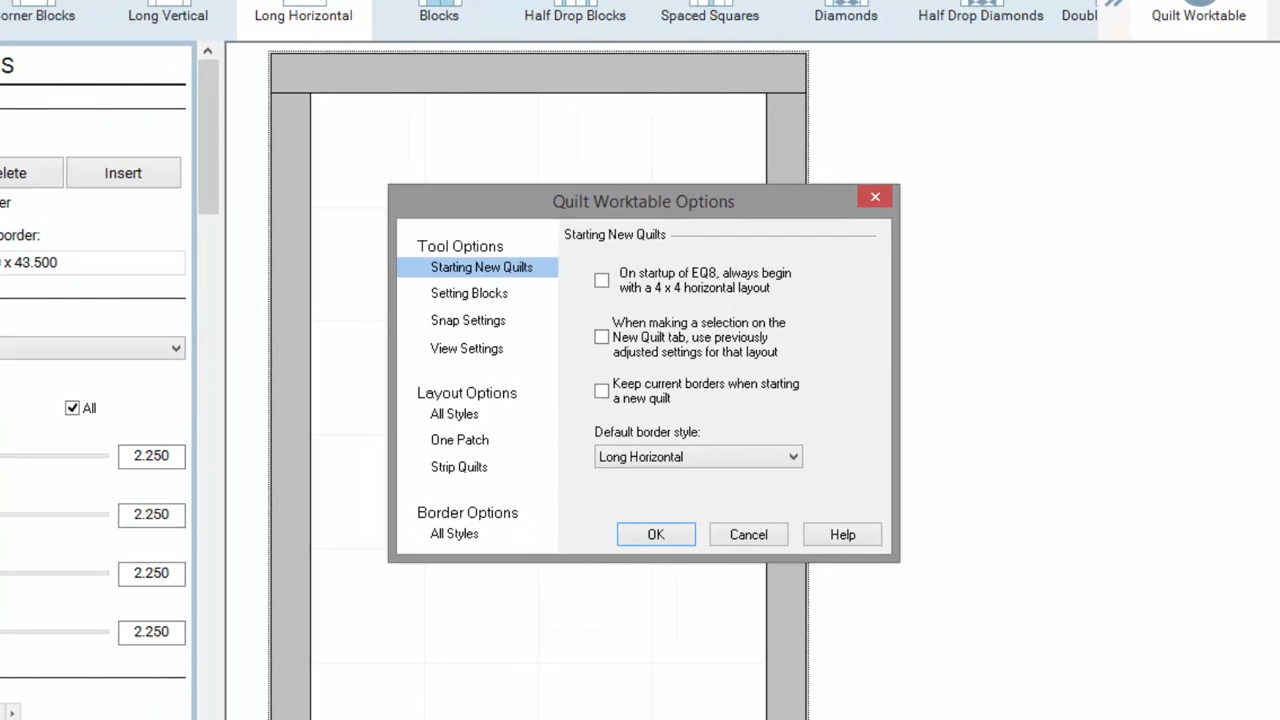 orner Blocks
Long Vertical
Long Horizontal
Blocks
Half Drop Blocks
Spaced Squares
Diamonds
Half Drop Diamonds
Doubl
Quilt Worktable
S
elete
Insert
er
border:
x 43.500
All
2.250
2.250
2.250
2.250
Quilt Worktable Options
Tool Options
Starting New Quilts
Setting Blocks
Snap Settings
View Settings
Layout Options
All Styles
One Patch
Strip Quilts
Border Options
All Styles
Starting New Quilts
On startup of EQ8, always begin
with a 4 x 4 horizontal layout
When making a selection on the
New Quilt tab, use previously
adjusted settings for that layout
Keep current borders when starting
a new quilt
Default border style:
Long Horizontal
OK
Cancel
Help